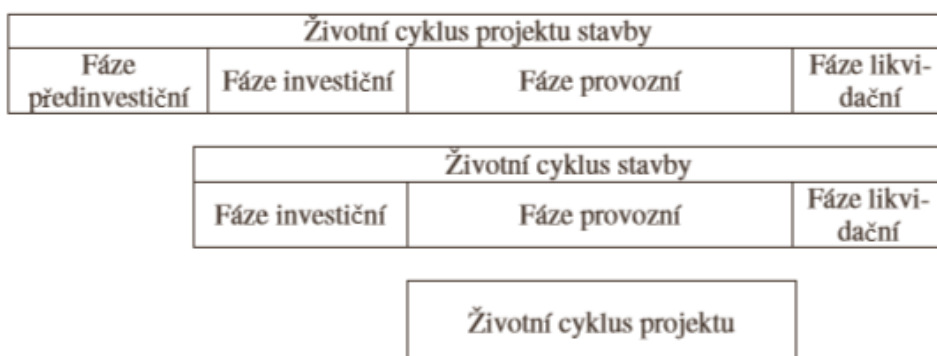 Životní cyklus projektu stavby
Fáze
předinvestiční
Fáze investiční
Fáze provozní
Fáze likvi-
dační
Životní cyklus stavby
Fáze investiční
Fáze provozní
Fáze likvi-
dační
Životní cyklus projektu